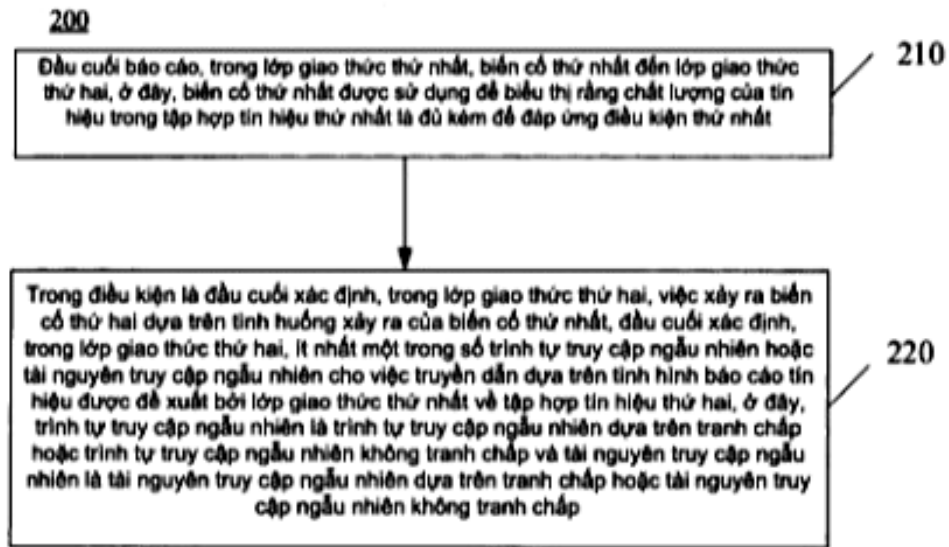 200
Đầu cuối báo cáo, trong lớp giao thức thứ nhất, biến cố thứ nhất đến lớp giao thức
thứ hai, ở đây, biến cố thứ nhất được sử dụng để biểu thị rằng chất lượng của tín
hiệu trong tập hợp tín hiệu thứ nhất là đủ kém để đáp ứng điều kiện thứ nhất
210
Trong điều kiện là đầu cuối xác định, trong lớp giao thức thứ hai, việc xảy ra biến
cố thứ hai dựa trên tình huống xảy ra của biến cố thứ nhất, đầu cuối xác định,
trong lớp giao thức thứ hai, ít nhất một trong số trình tự truy cập ngẫu nhiên hoặc
tài nguyên truy cập ngẫu nhiên cho việc truyền dẫn dựa trên tình hình báo cáo tín
hiệu được đề xuất bởi lớp giao thức thứ nhất về tập hợp tín hiệu thứ hai, ở đây,
trình tự truy cập ngẫu nhiên là trình tự truy cập ngẫu nhiên dựa trên tranh chấp
hoặc trình tự truy cập ngẫu nhiên không tranh chấp và tài nguyên truy cập ngẫu
nhiên là tài nguyên truy cập ngẫu nhiên dựa trên tranh chấp hoặc tài nguyên truy
cập ngẫu nhiên không tranh chấp
220